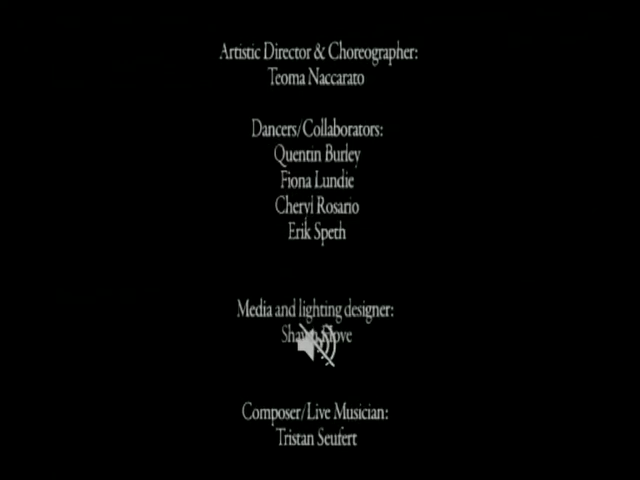 Artistic Director & Choreographer:
Teoma Naccarato
Dancers/Collaborators:
Quentin Burley
Fiona Lundie
Cheryl Rosario
Erik Speth
Media and lighting designer:
Composer/Live Musician:
Tristan Seufert